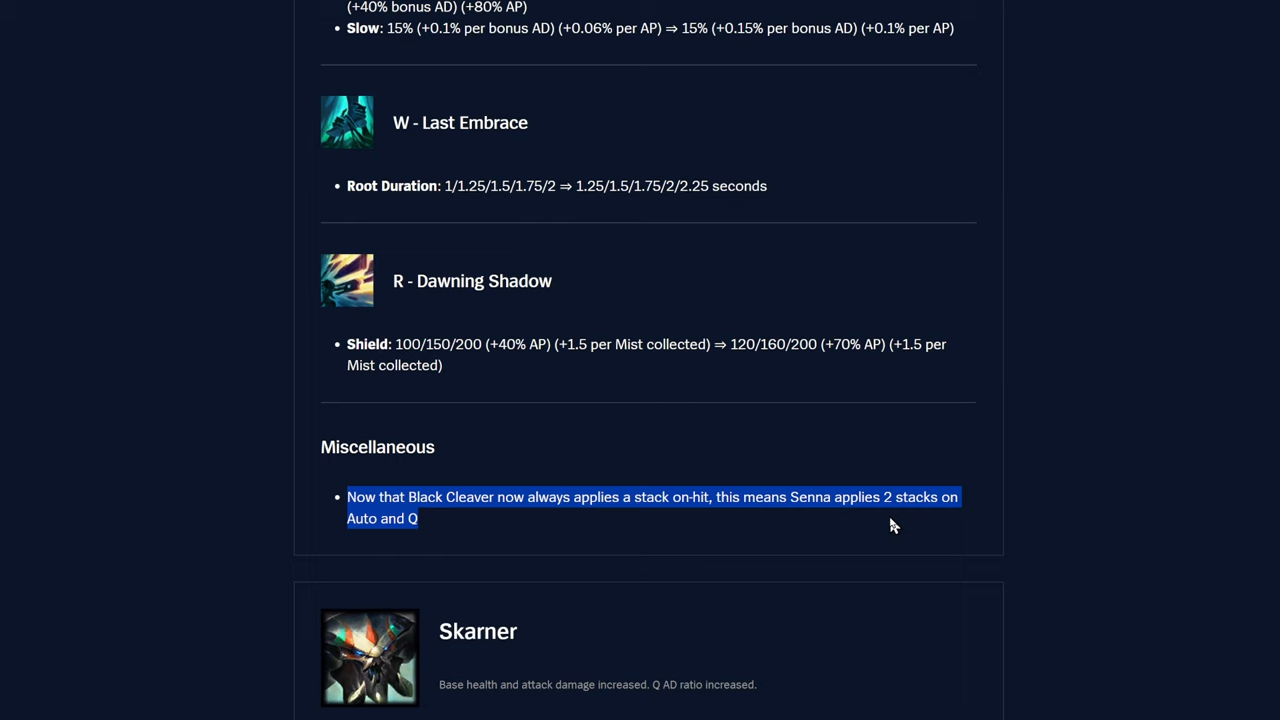 (+40% bonus AD) (+80% AP)
• Slow: 15% (+0.1% per bonus AD) (+0.06% per AP) ⇒ 15% (+0.15% per bonus AD) (+0.1% per AP)
W - Last Embrace
• Root Duration: 1/1.25/1.5/1.75/2 ⇒ 1.25/1.5/1.75/2/2.25 seconds
R - Dawning Shadow
• Shield: 100/150/200 (+40% AP) (+1.5 per Mist collected) ⇒ 120/160/200 (+70% AP) (+1.5 per
Mist collected)
Miscellaneous
• Now that Black Cleaver now always applies a stack on-hit, this means Senna applies 2 stacks on
Auto and Q
Skarner
Base health and attack damage increased. Q AD ratio increased.